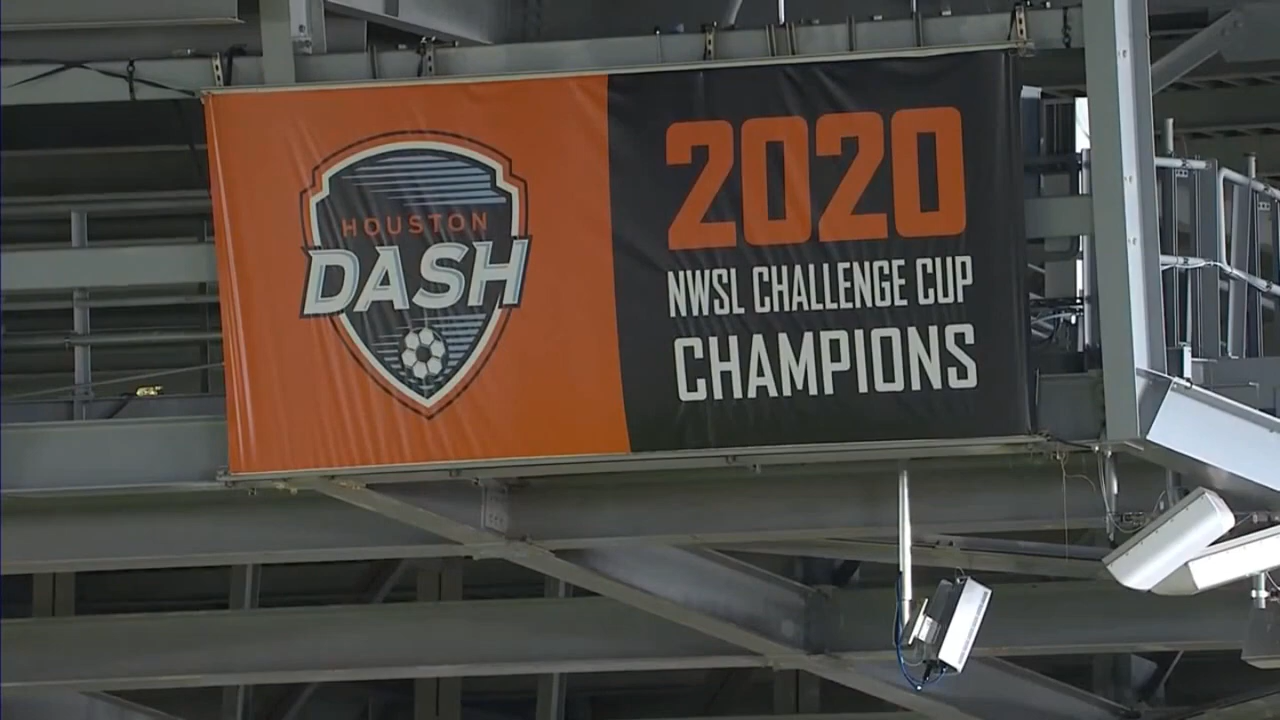 HOUSTON
DASH
2020
NWSL CHALLENGE CUP
CHAMPIONS